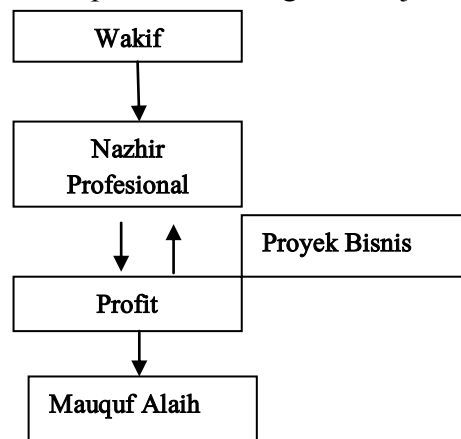 Wakif
Nazhir
Profesional
Proyek Bisnis
Profit
Mauquf Alaih